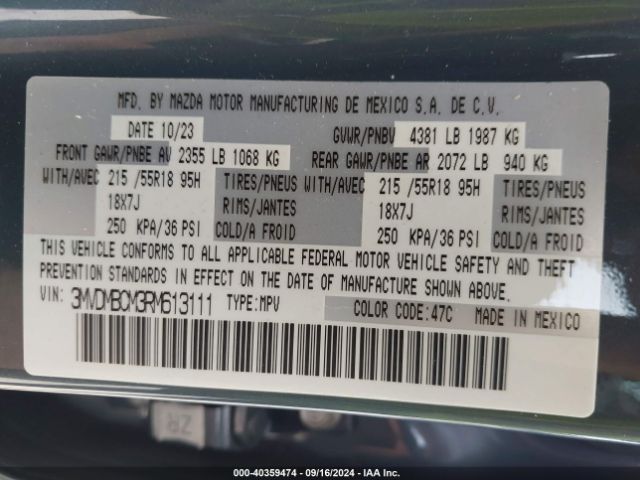 MFD. BY MAZDA MOTOR MANUFACTURING DE MEXICO S.A. DE C.V.
DATE 10/23 GVWR/PNBV 4381 LB 1987 KG
FRONT GAWR/PNBE AV 2355 LB 1068 KG REAR GAWR/PNBE AR 2072 LB 940 KG
WITH/AVEC 215 /55R18 95H TIRES/PNEUS WITH/AVEC 215 /55R18 95H TIRES/PNEUS
18X7J RIMS/JANTES 18X7J RIMS/JANTES
250 KPA/36 PSI COLD/A FROID 250 KPA/36 PSI COLD/A FROID
THIS VEHICLE CONFORMS TO ALL APPLICABLE FEDERAL MOTOR VEHICLE SAFETY AND THEFT
PREVENTION STANDARDS IN EFFECT ON THE DATE OF MANUFACTURE SHOWN ABOVE.
VIN: 3MVDMBCM3RM613111 TYPE:MPV COLOR CODE:47C MADE IN MEXICO
ZR
000-40359474 - 09/16/2024 - IAA Inc.